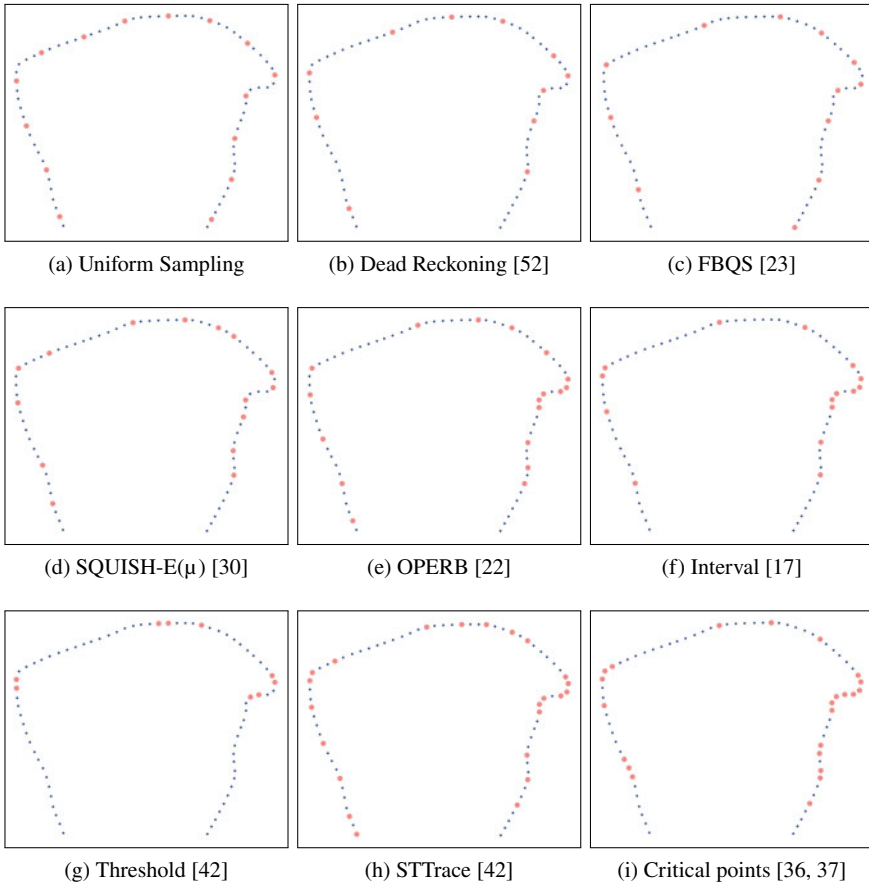 (a) Uniform Sampling
(b) Dead Reckoning [52]
(c) FBQS [23]
(d) SQUISH-E(μ) [30]
(e) OPERB [22]
(f) Interval [17]
(g) Threshold [42]
(h) STTrace [42]
(i) Critical points [36, 37]